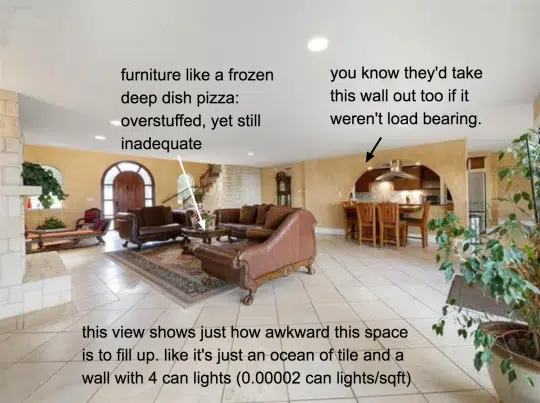 furniture like a frozen
deep dish pizza:
overstuffed, yet still
inadequate
you know they'd take
this wall out too if it
weren't load bearing.
this view shows just how awkward this space
is to fill up. like it's just an ocean of tile and a
wall with 4 can lights (0.00002 can lights/sqft)